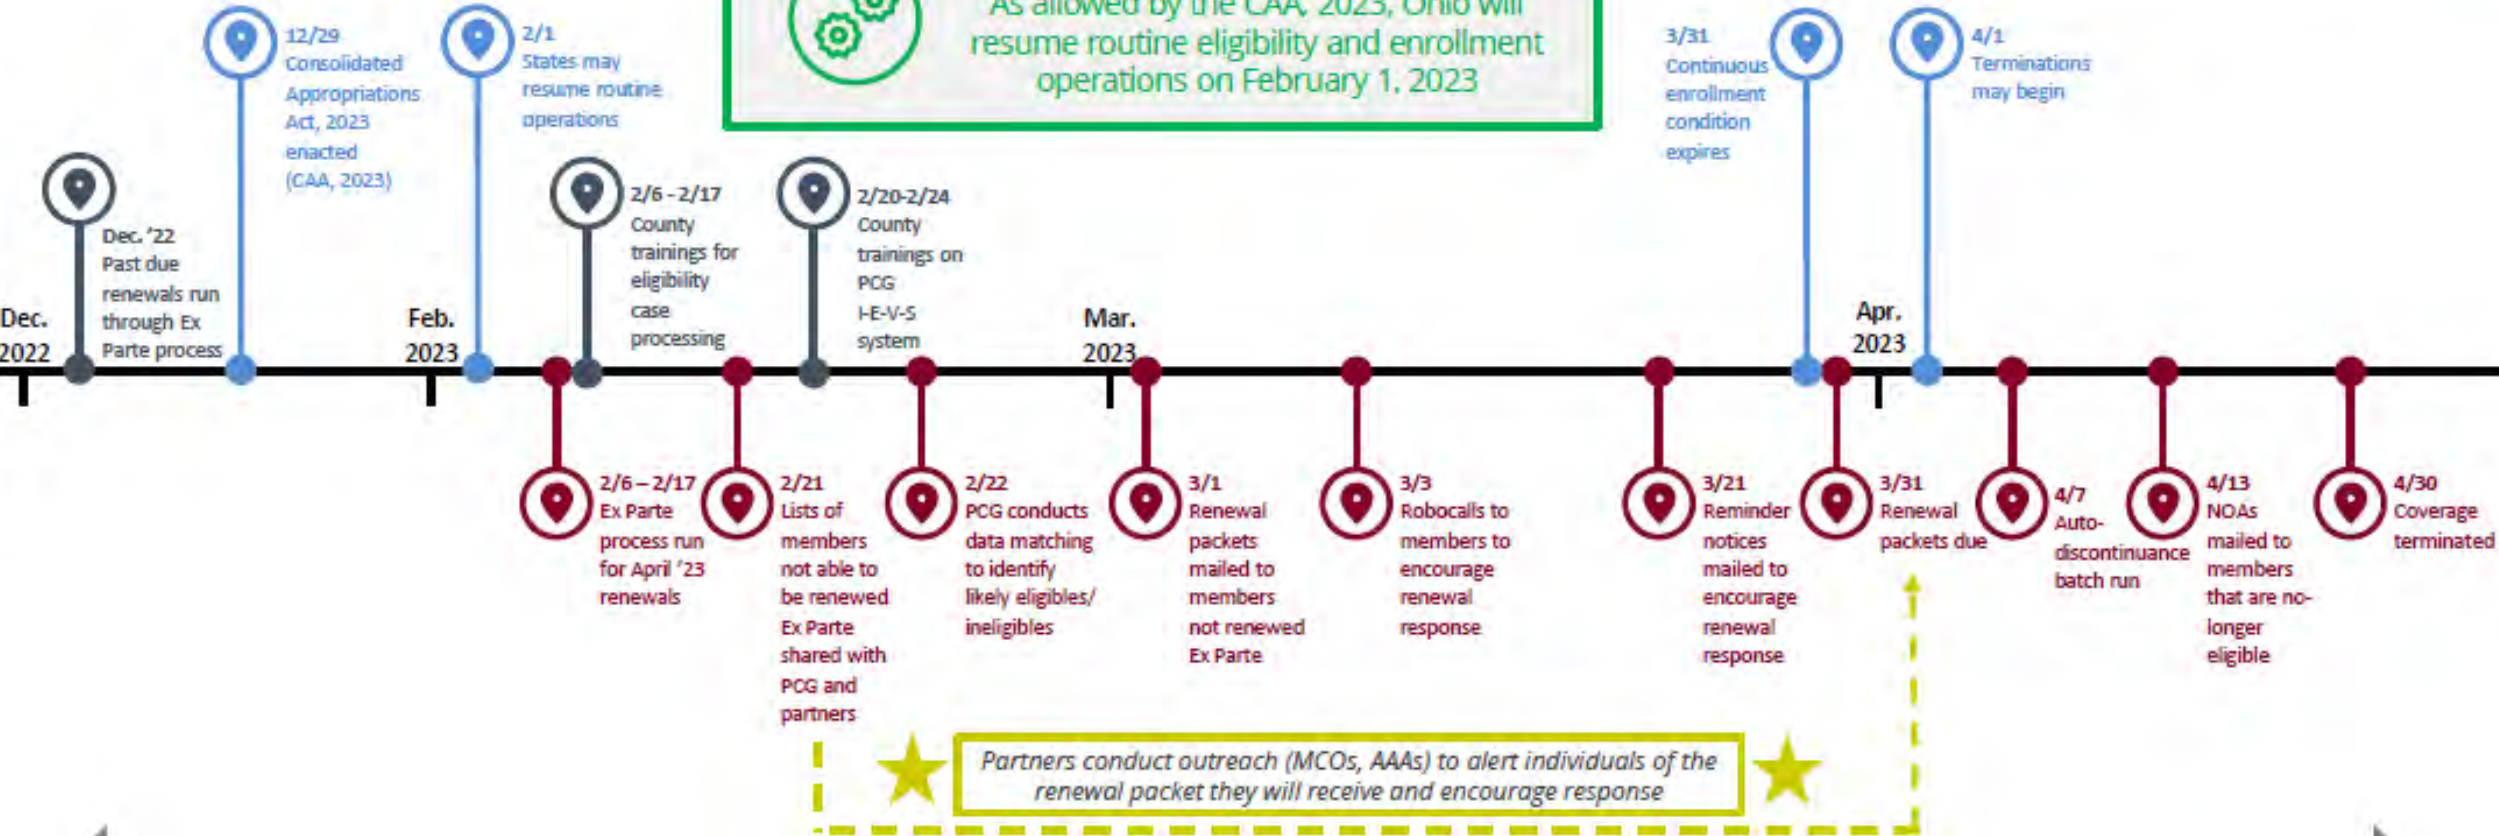 As allowed by the CAA, 2023, Ohio will
resume routine eligibility and enrollment
operations on February 1, 2023
12/29
Consolidated
Appropriations
Act, 2023
enacted
(CAA, 2023)
2/1
States may
resume routine
operations
3/31
Continuous
enrollment
condition
expires
4/1
Terminations
may begin
Dec. '22
Past due
renewals run
through Ex
Parte process
2/6 - 2/17
County
trainings for
eligibility
case
processing
2/20-2/24
County
trainings on
PCG
I-E-V-S
system
Dec.
2022
Feb.
2023
Mar.
2023
Apr.
2023
2/6 – 2/17
Ex Parte
process run
for April '23
renewals
2/21
Lists of
members
not able to
be renewed
Ex Parte
shared with
PCG and
partners
2/22
PCG conducts
data matching
to identify
likely eligibles/
ineligibles
3/1
Renewal
packets
mailed to
members
not renewed
Ex Parte
3/3
Robocalls to
members to
encourage
renewal
response
3/21
Reminder
notices
mailed to
encourage
renewal
response
3/31
Renewal
packets due
4/7
Auto-
discontinuance
batch run
4/13
NOAs
mailed to
members
that are no-
longer
eligible
4/30
Coverage
terminated
Partners conduct outreach (MCOs, AAAs) to alert individuals of the
renewal packet they will receive and encourage response